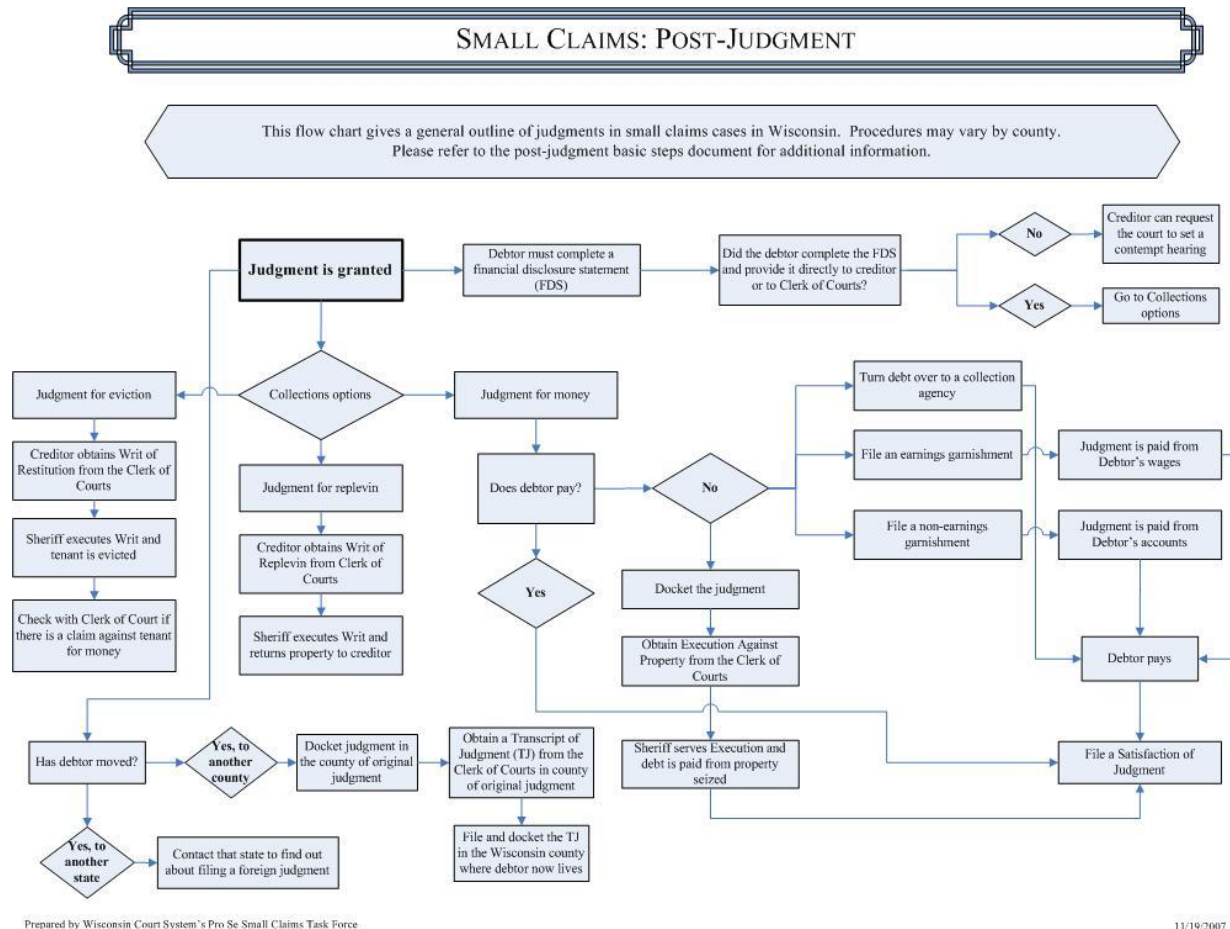 SMALL CLAIMS: POST-JUDGMENT
This flow chart gives a general outline of judgments in small claims cases in Wisconsin. Procedures may vary by county.
Please refer to the post-judgment basic steps document for additional information.
Judgment is granted
Debtor must complete a
financial disclosure statement
(FDS)
Did the debtor complete the FDS
and provide it directly to creditor
or to Clerk of Courts?
No
Creditor can request
the court to set a
contempt hearing
Yes
Go to Collections
options
Judgment for eviction
Creditor obtains Writ of
Restitution from the Clerk of
Courts
Sheriff executes Writ and
tenant is evicted
Check with Clerk of Court if
there is a claim against tenant
for money
Collections options
Judgment for replevin
Creditor obtains Writ of
Replevin from Clerk of
Courts
Sheriff executes Writ and
returns property to creditor
Judgment for money
Does debtor pay?
Yes
No
Turn debt over to a collection
agency
File an earnings garnishment
Judgment is paid from
Debtor's wages
File a non-earnings
garnishment
Judgment is paid from
Debtor's accounts
Docket the judgment
Obtain Execution Against
Property from the Clerk of
Courts
Sheriff serves Execution and
debt is paid from property
seized
Debtor pays
File a Satisfaction of
Judgment
Has debtor moved?
Yes, to
another
county
Docket judgment in
the county of original
judgment
Obtain a Transcript of
Judgment (TJ) from the
Clerk of Courts in county
of original judgment
File and docket the TJ
in the Wisconsin county
where debtor now lives
Yes, to
another
state
Contact that state to find out
about filing a foreign judgment
Prepared by Wisconsin Court System's Pro Se Small Claims Task Force
11/19/2007